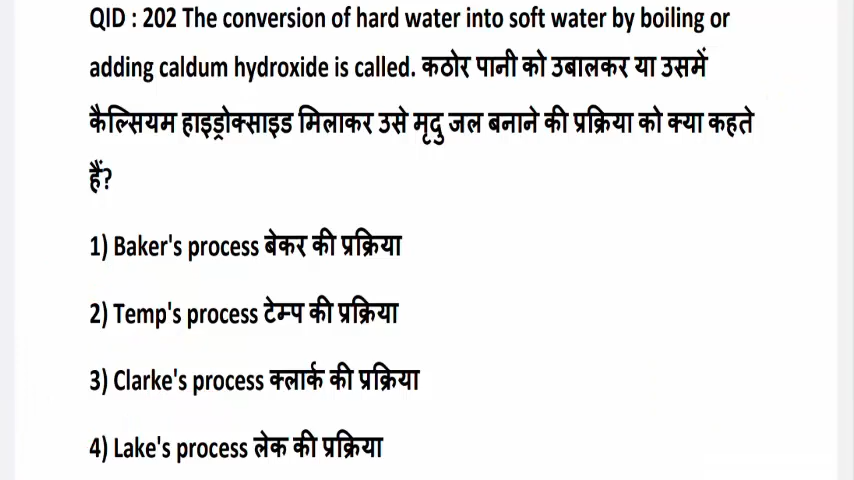 QID : 202 The conversion of hard water into soft water by boiling or
adding caldum hydroxide is called. कठोर पानी को उबालकर या उसमें
कैल्सियम हाइड्रोक्साइड मिलाकर उसे मृदु जल बनाने की प्रक्रिया को क्या कहते
हैं?
1) Baker's process बेकर की प्रक्रिया
2) Temp's process टेम्प की प्रक्रिया
3) Clarke's process क्लार्क की प्रक्रिया
4) Lake's process लेक की प्रक्रिया